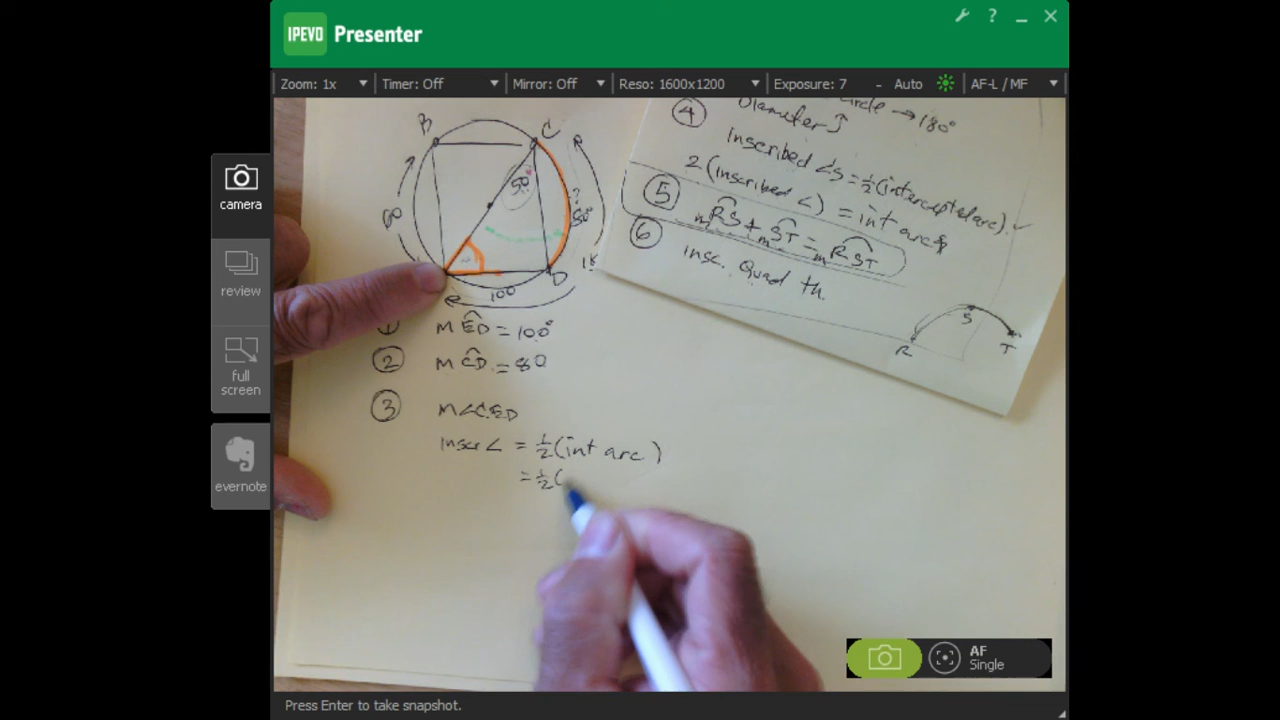 IPEVO Presenter
Zoom: 1x Timer: Off Mirror: Off Reso: 1600x1200 Exposure: 7 - Auto AF-L / MF
camera
review
full
screen
evernote
B
C
50°
?
80°
D
100
① m ED = 100°
② m CD = 80
③ m∠CED
inscr ∠ = ½(int arc)
= ½(
→ 180°
④ Diameter
inscribed ∠s = ½(intercepted arc).
2(inscribed ∠) = int arc
⑤ mRS + mST = mRST
⑥ insc. Quad th.
S
R
T
AF
Single
Press Enter to take snapshot.